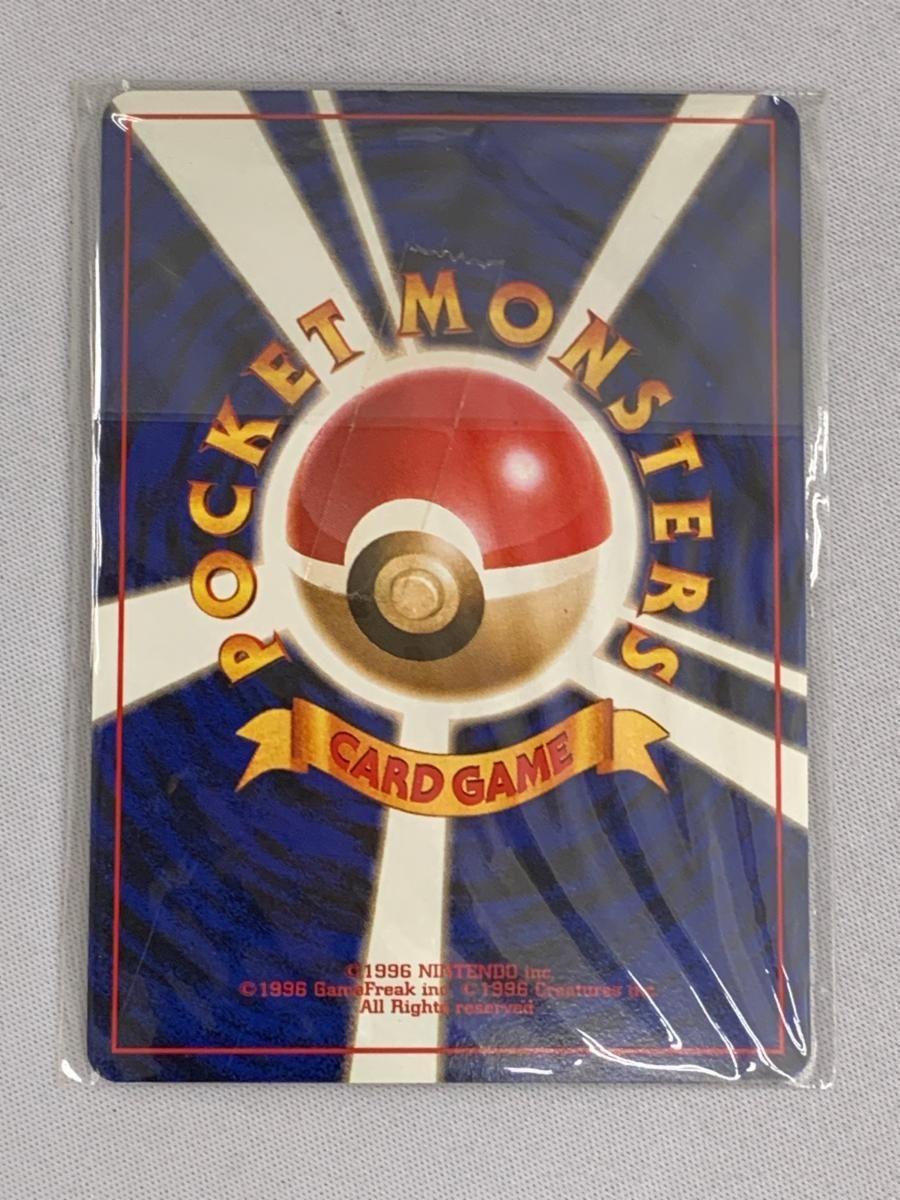 POCKET MONSTERS
CARD GAME
©1996 NINTENDO inc.
©1996 GameFreak inc. ©1996 Creatures inc.
All Rights reserved